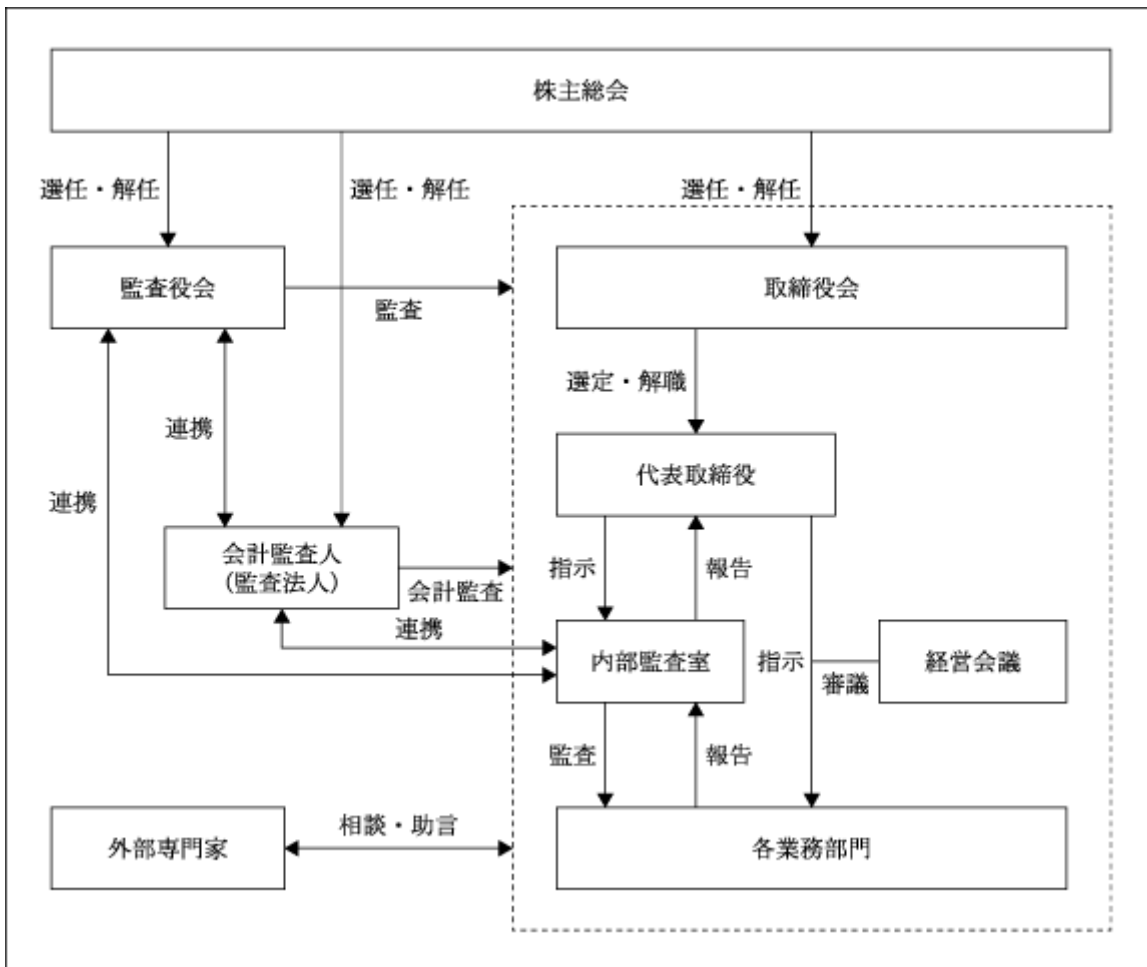 株主総会
選任・解任
選任・解任
選任・解任
監査役会
監査
取締役会
選定・解職
連携
代表取締役
連携
会計監査人
(監査法人)
会計監査
指示
報告
連携
内部監査室
指示
審議
経営会議
監査
報告
外部専門家
相談・助言
各業務部門